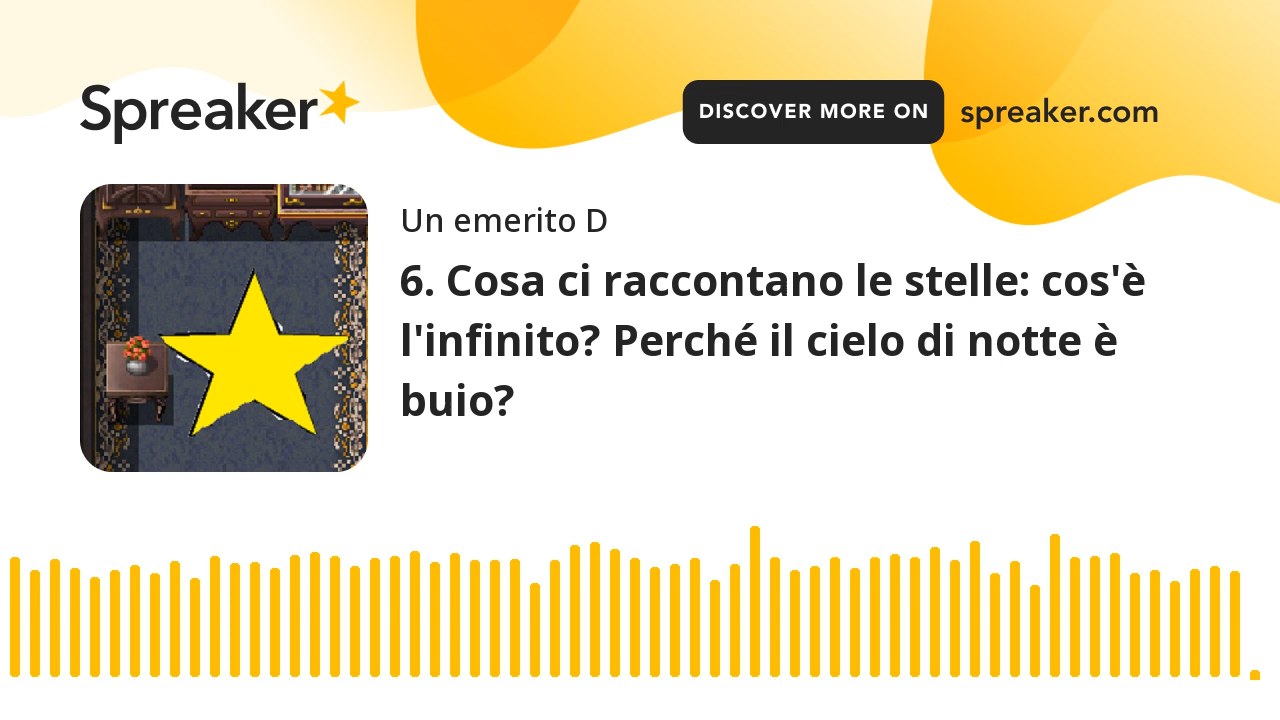 Spreaker
DISCOVER MORE ON
spreaker.com
Un emerito D
6. Cosa ci raccontano le stelle: cos'è
l'infinito? Perché il cielo di notte è
buio?